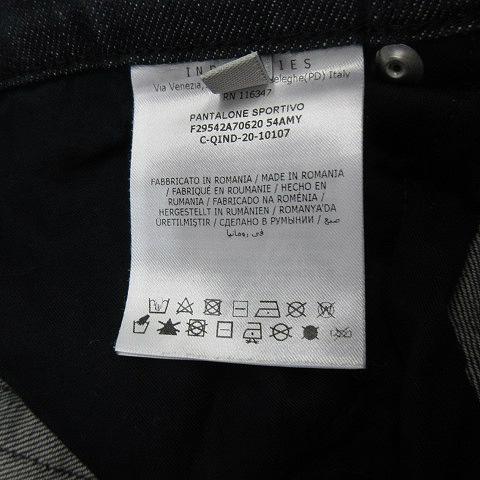 Via Venezia, eleghe(PD) Italy
RN 116347
PANTALONE SPORTIVO
F29542A70620 54AMY
C-QIND-20-10107
FABBRICATO IN ROMANIA / MADE IN ROMANIA
/ FABRIQUÉ EN ROUMANIE / HECHO EN
RUMANIA / FABRICADO NA ROMÉNIA /
HERGESTELLT IN RUMÄNIEN / ROMANYA'DA
ÜRETILMIŞTIR / СДЕЛАНО В РУМЫНИИ / صنع
في رومانيا